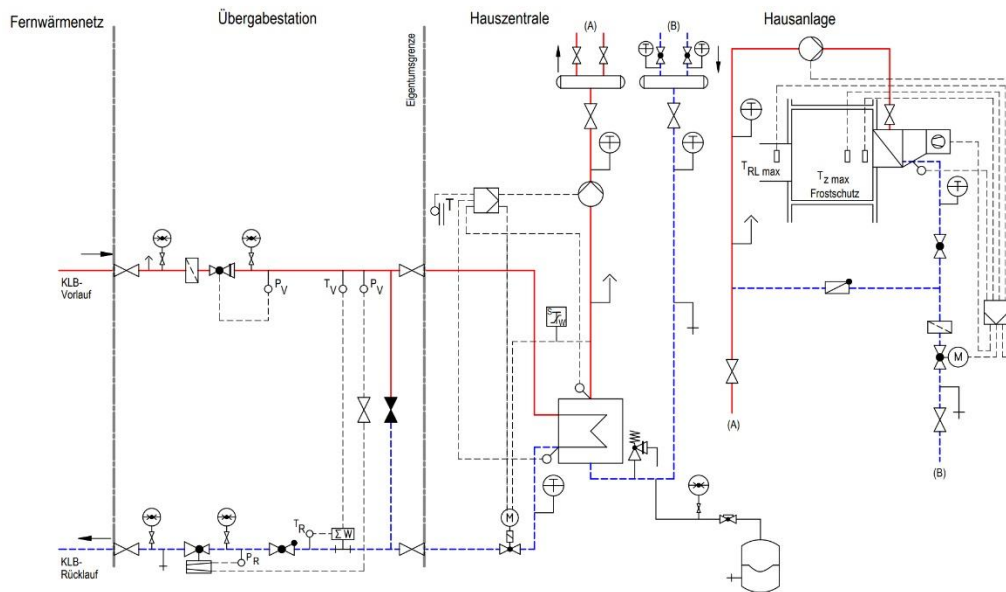 Fernwärmenetz
Übergabestation
Hauszentrale
Hausanlage
Eigentumsgrenze
(A)
(B)
T
T
T
T
T
T
T RL max
T z max
Frostschutz
T
KLB-
Vorlauf
P V
T V
P V
S
W
M
(A)
(B)
M
T
T R
Σ W
P R
KLB-
Rücklauf